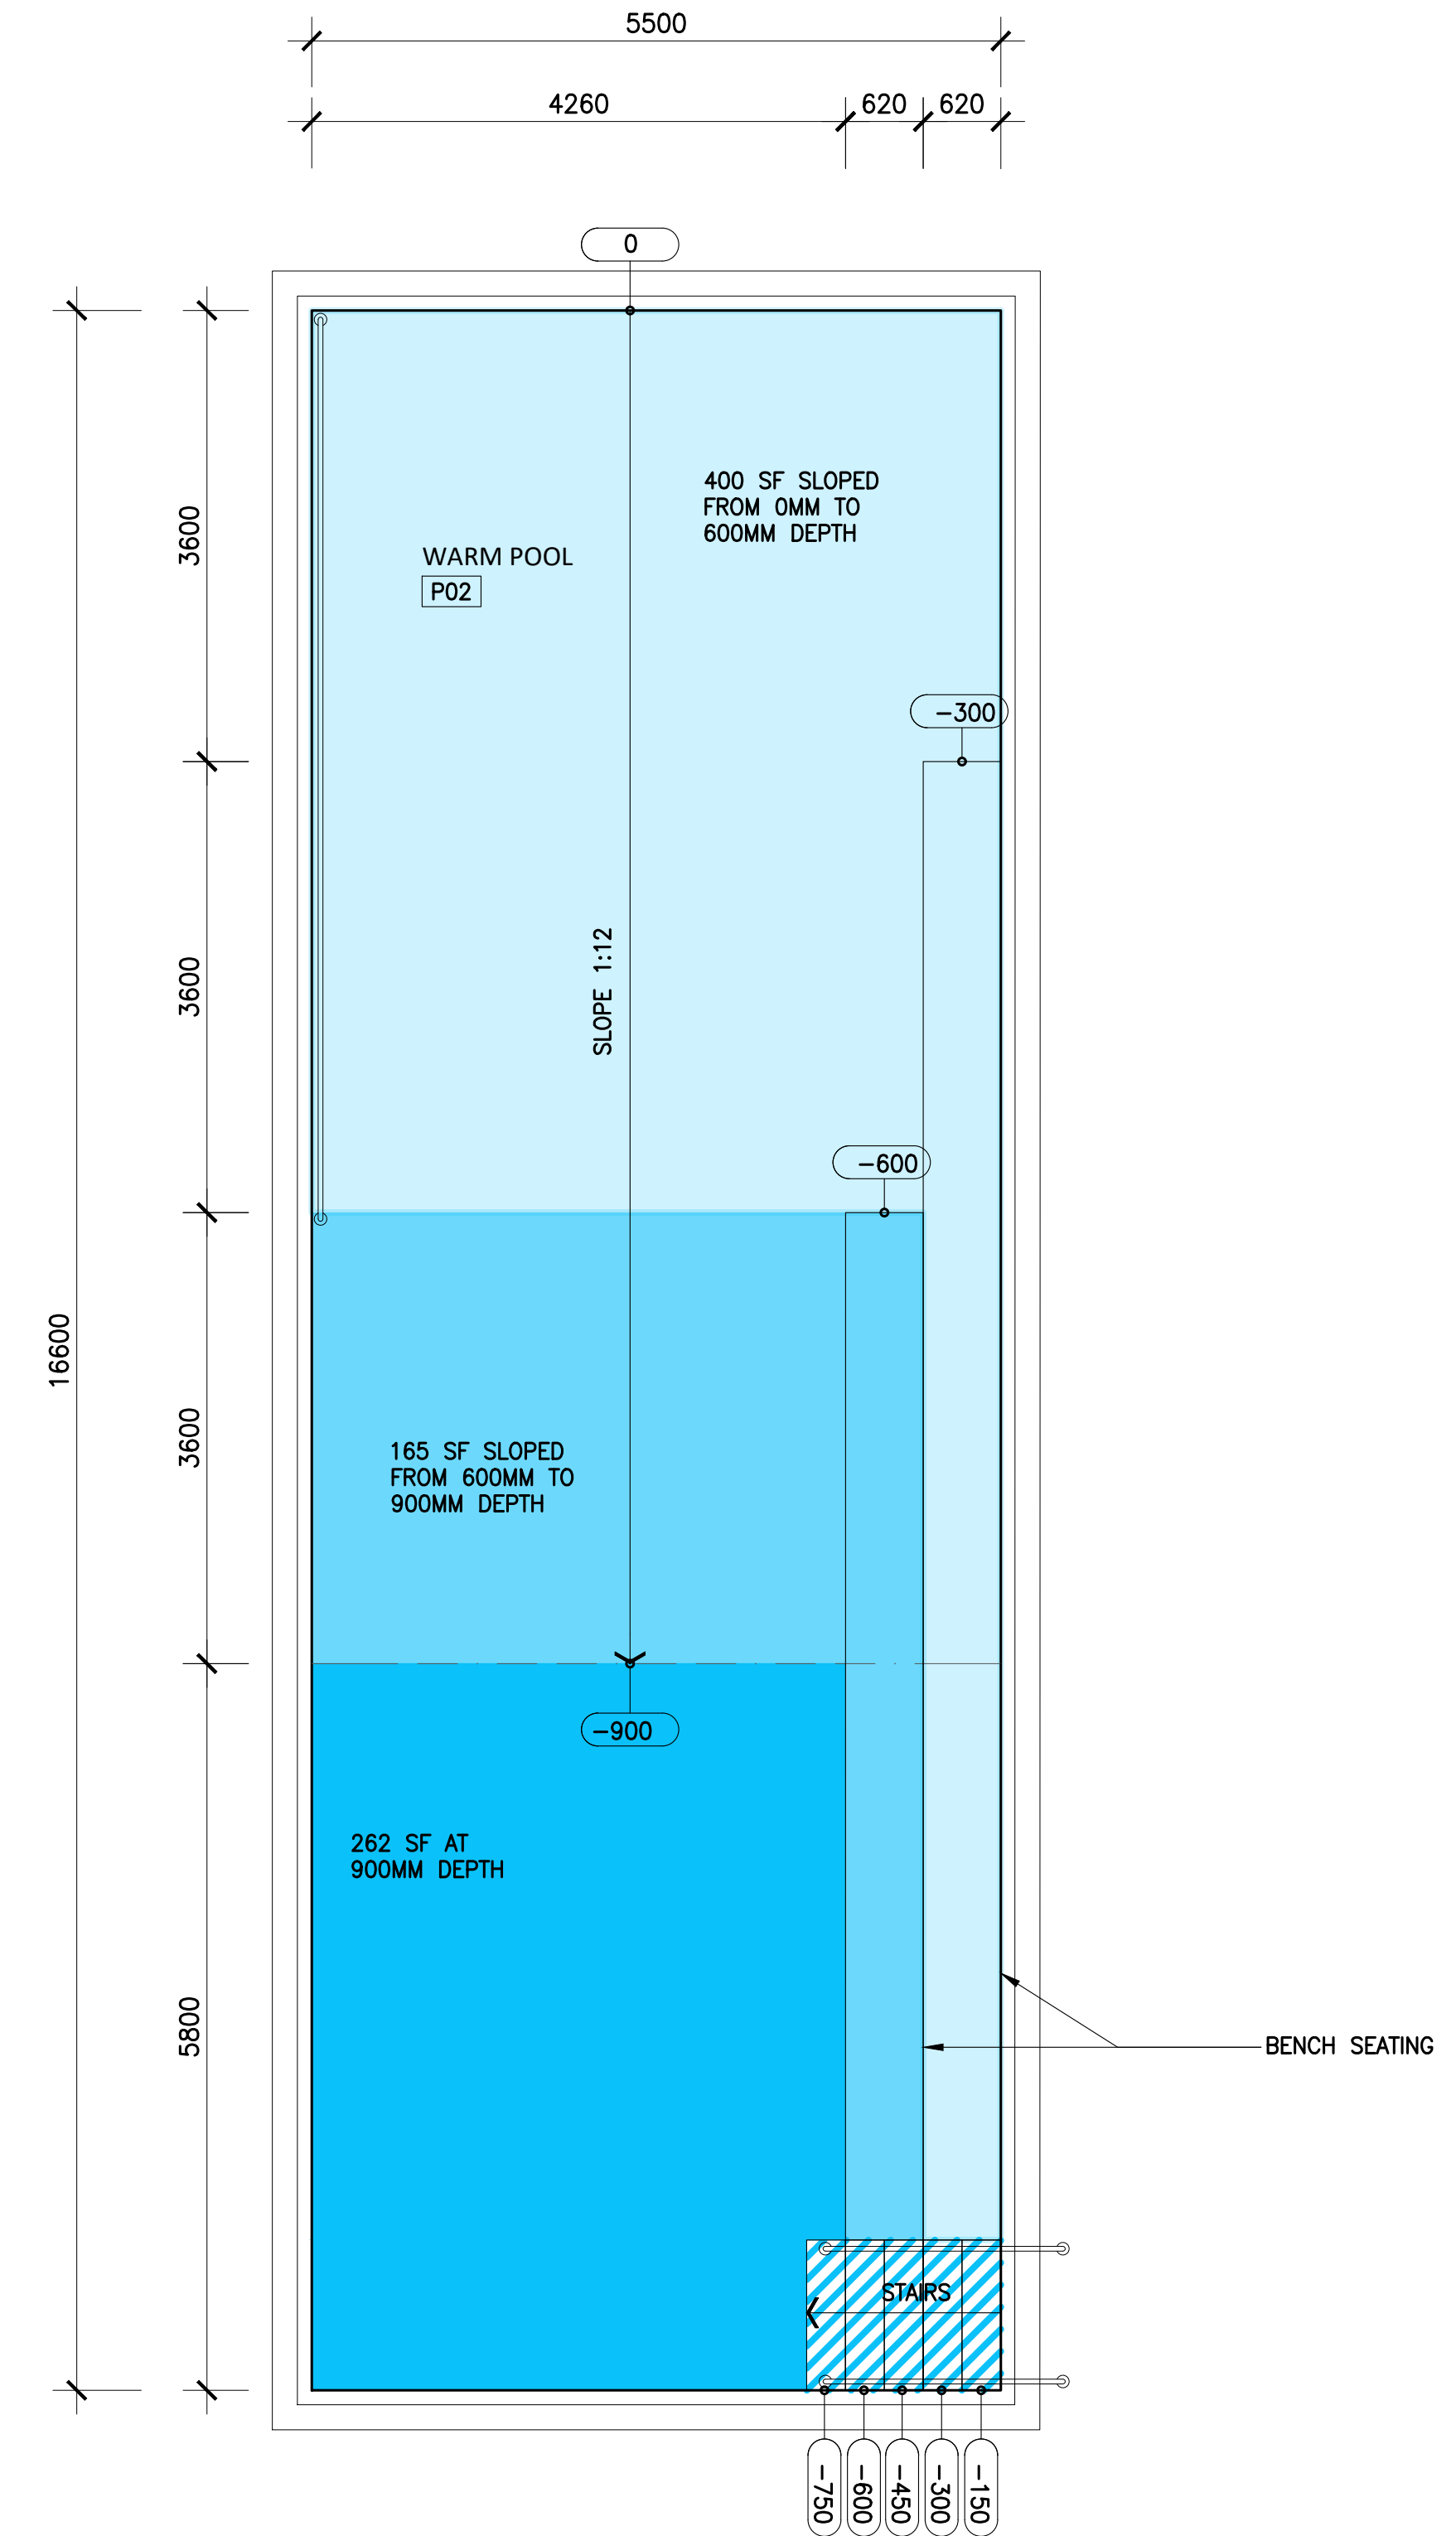 5500
4260
620
620
0
400 SF SLOPED
FROM 0MM TO
600MM DEPTH
3600
WARM POOL
P02
-300
SLOPE 1:12
3600
-600
16600
3600
165 SF SLOPED
FROM 600MM TO
900MM DEPTH
-900
262 SF AT
900MM DEPTH
5800
BENCH SEATING
STAIRS
-750
-600
-450
-300
-150